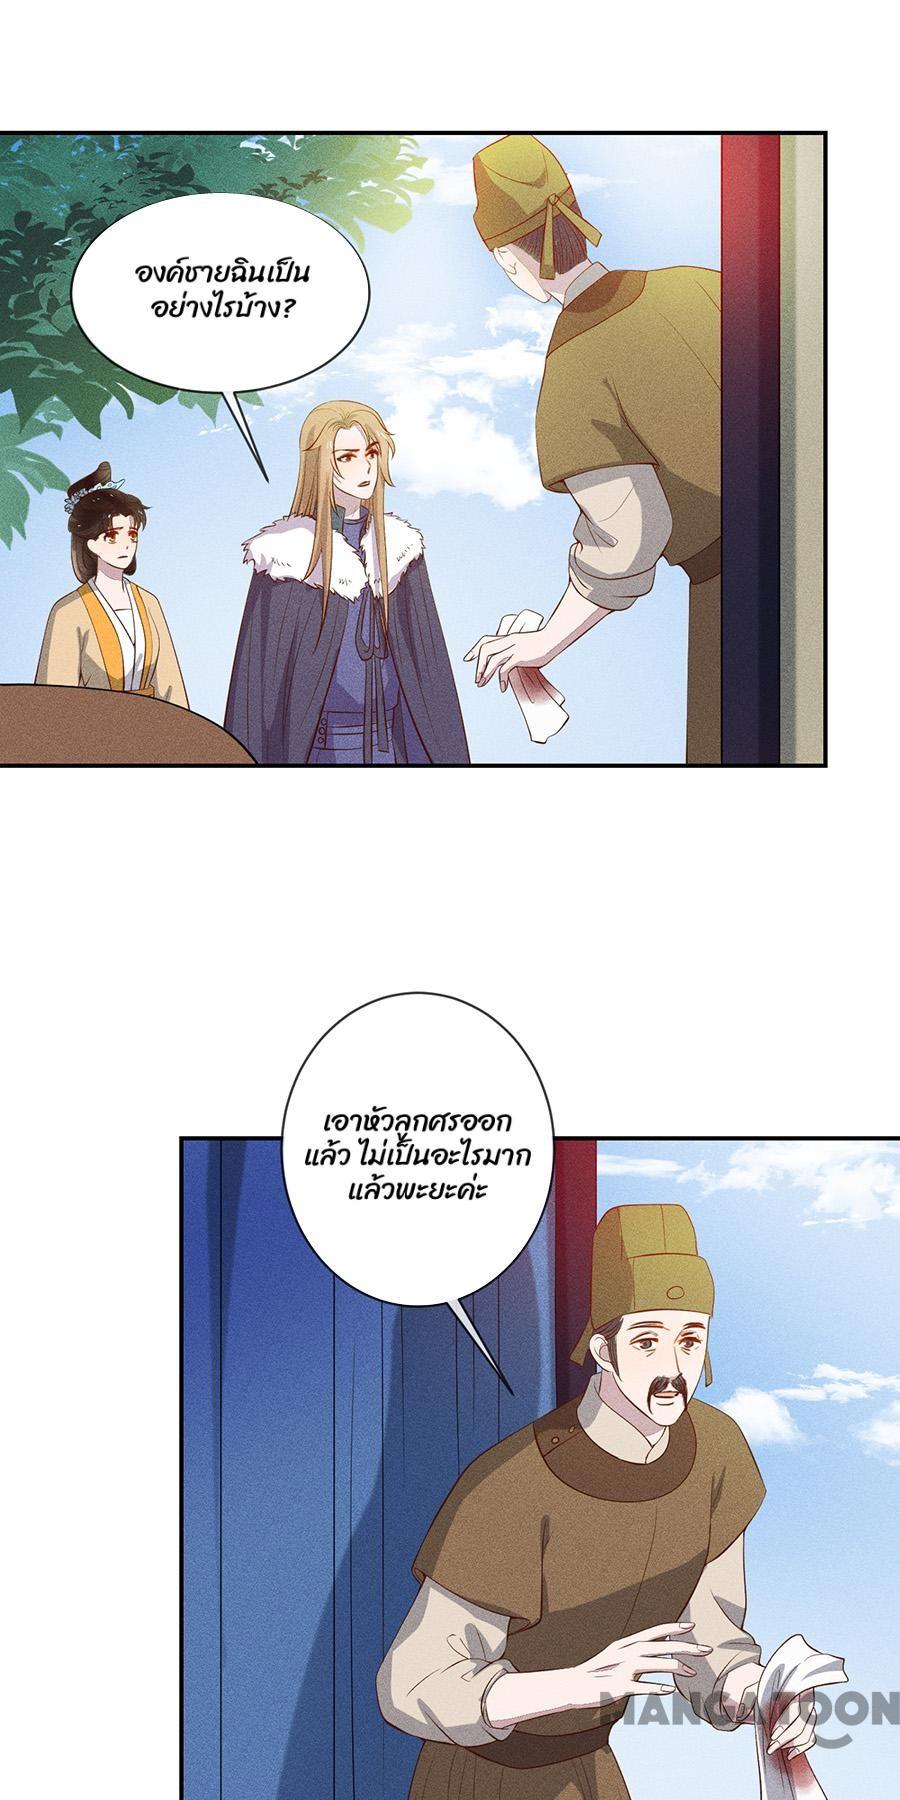 องค์ชายฉินเป็น
อย่างไรบ้าง?
เอาหัวลูกศรออก
แล้ว ไม่เป็นอะไรมาก
แล้วพะยะค่ะ
MANGATOON